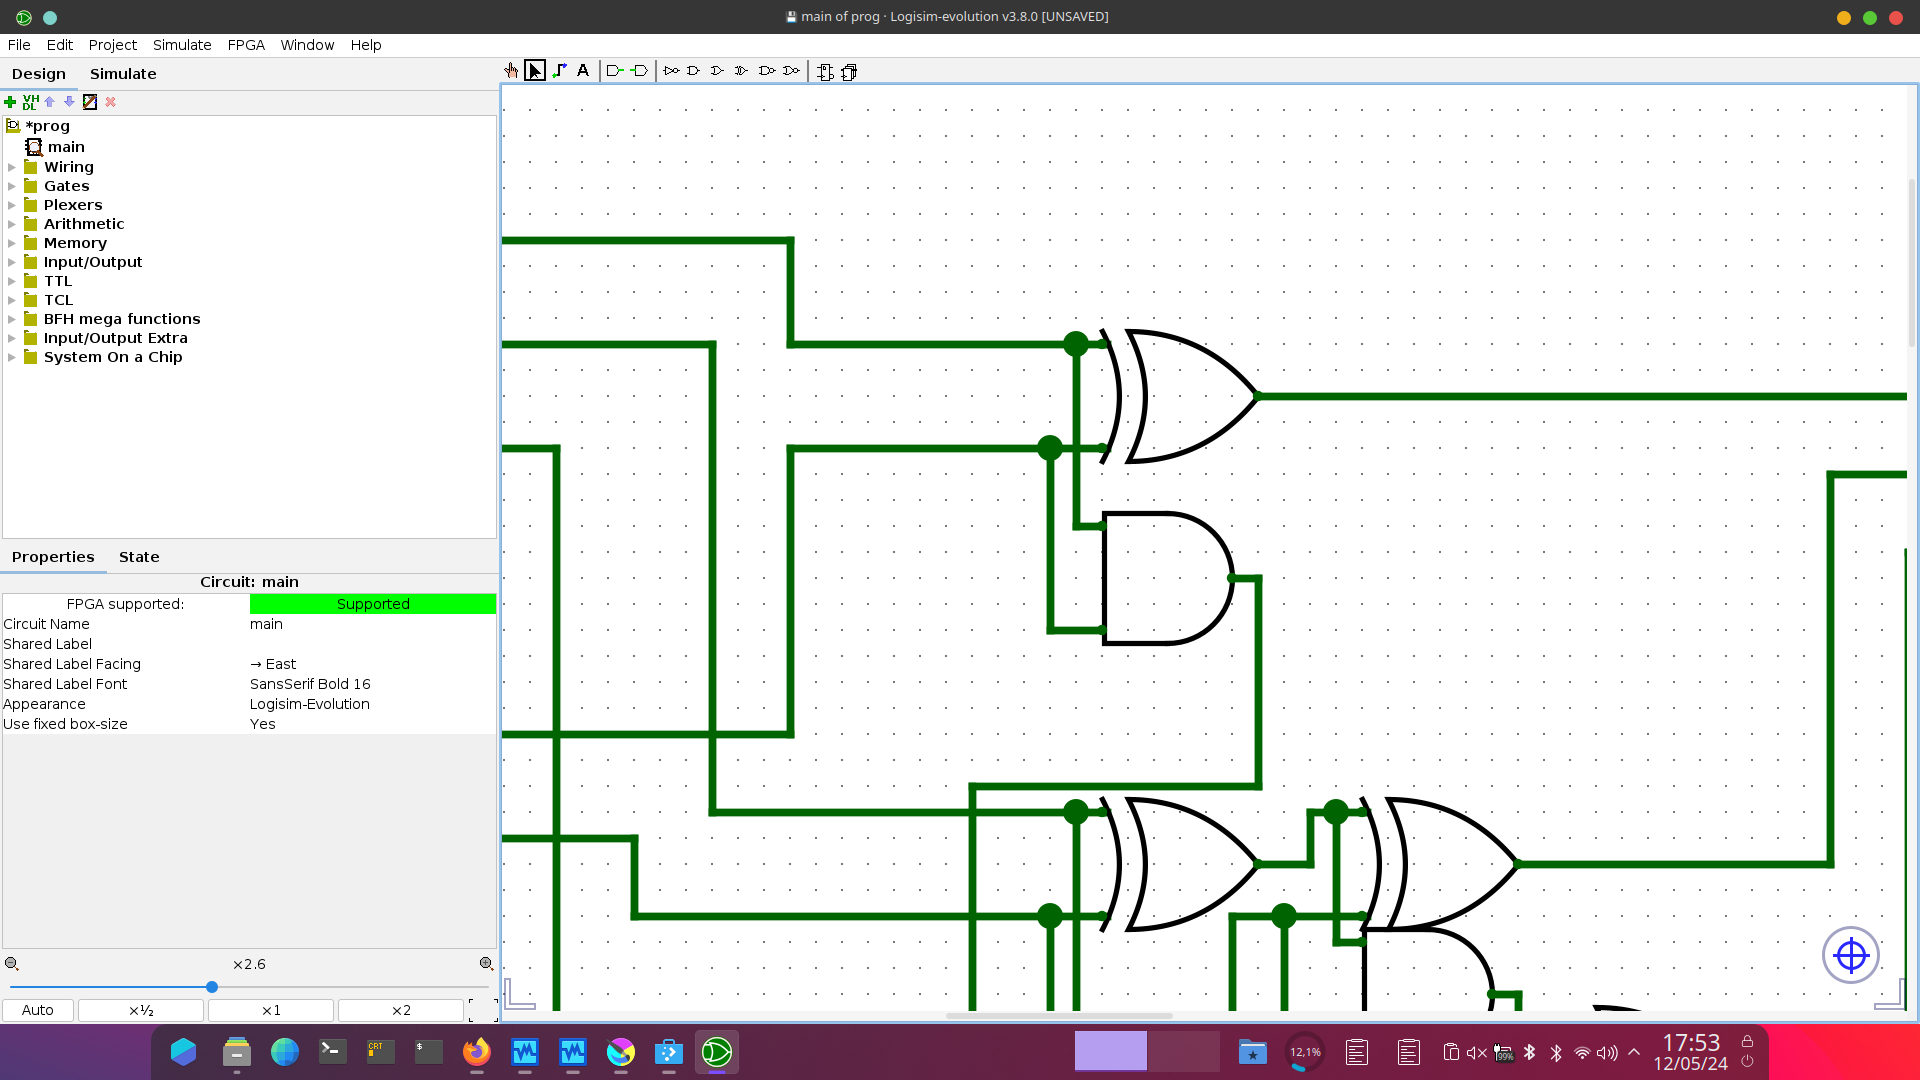 main of prog · Logisim-evolution v3.8.0 [UNSAVED]
File Edit Project Simulate FPGA Window Help
Design Simulate
A
VH
DL
*prog
main
Wiring
Gates
Plexers
Arithmetic
Memory
Input/Output
TTL
TCL
BFH mega functions
Input/Output Extra
System On a Chip
Properties State
Circuit: main
FPGA supported: Supported
Circuit Name main
Shared Label
Shared Label Facing → East
Shared Label Font SansSerif Bold 16
Appearance Logisim-Evolution
Use fixed box-size Yes
×2.6
Auto ×½ ×1 ×2
CRT
$
12,1%
99%
17:53
12/05/24